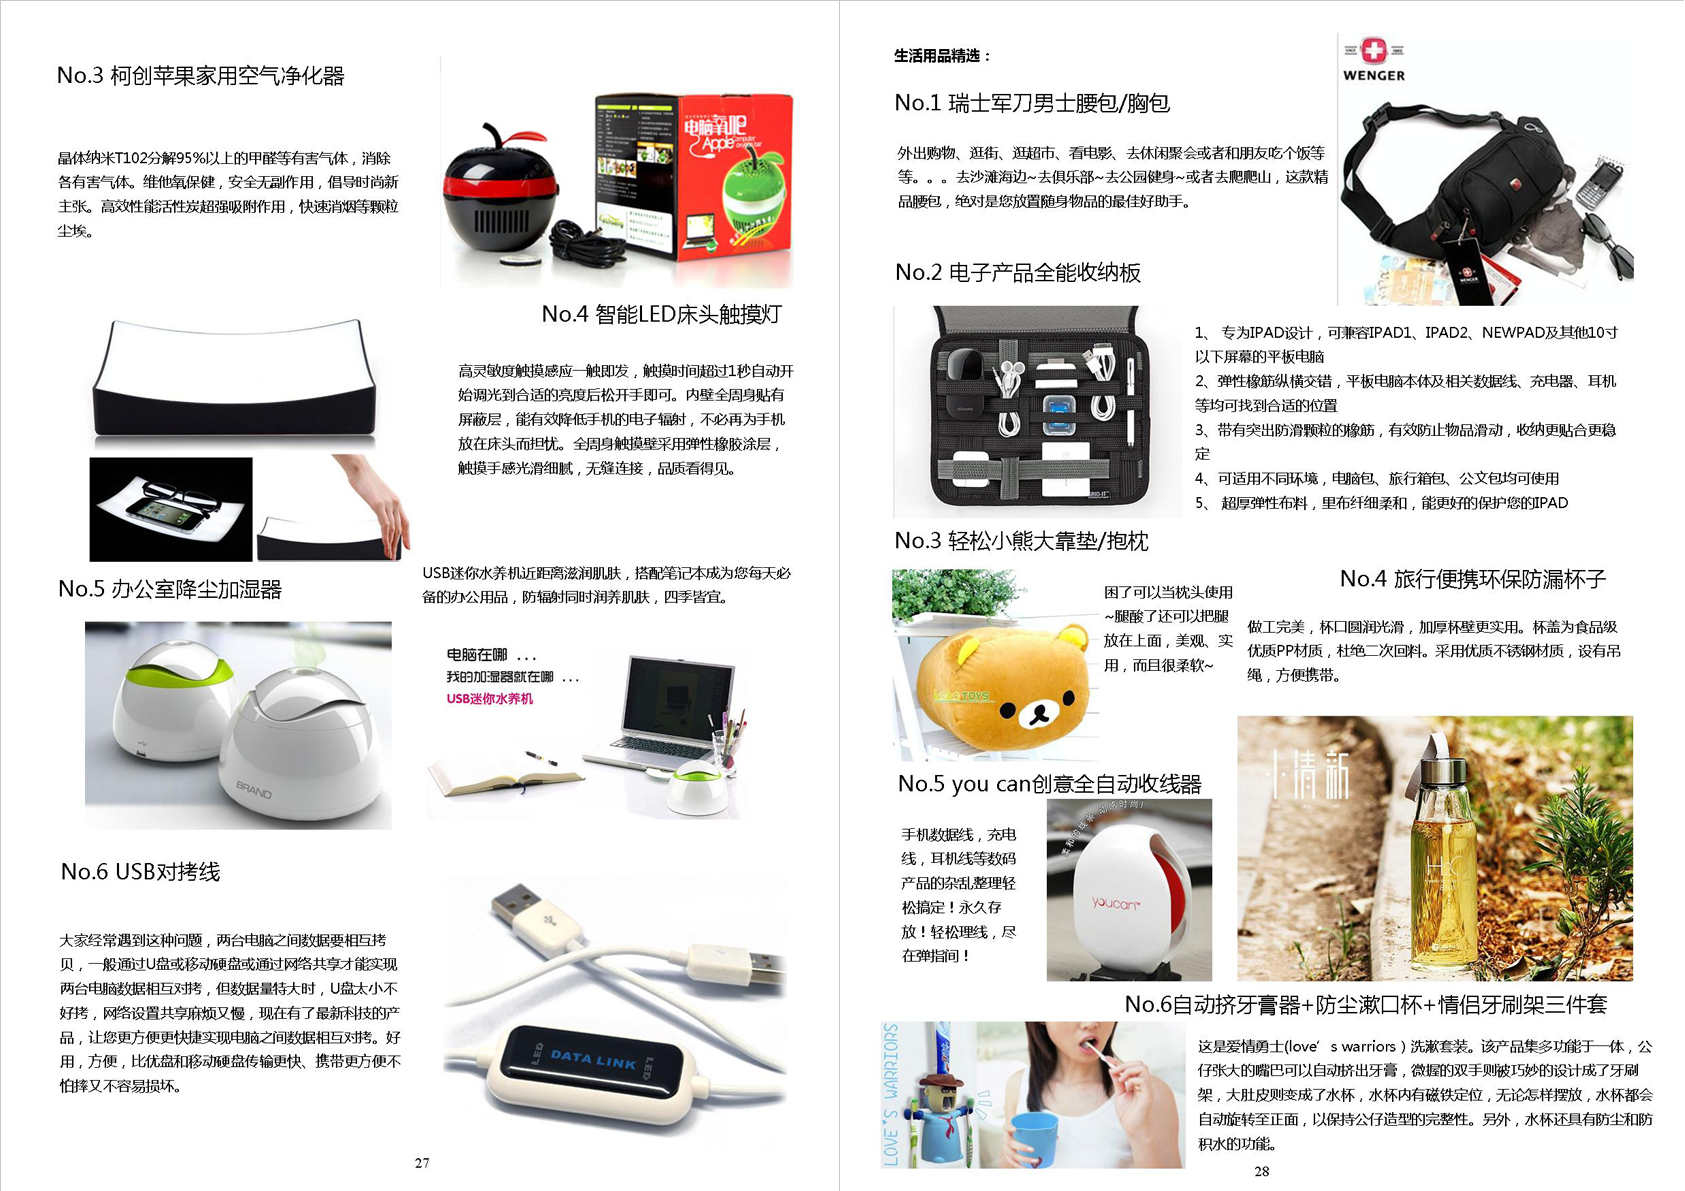 No.3 柯创苹果家用空气净化器
晶体纳米T102分解95%以上的甲醛等有害气体，消除
各有害气体。维他氧保健，安全无副作用，倡导时尚新
主张。高效性能活性炭超强吸附作用，快速消烟等颗粒
尘埃。
电脑氧吧
Apple Computer
No.4 智能LED床头触摸灯
高灵敏度触摸感应一触即发，触摸时间超过1秒自动开
始调光到合适的亮度后松开手即可。内壁全周身贴有
屏蔽层，能有效降低手机的电子辐射，不必再为手机
放在床头而担忧。全周身触摸壁采用弹性橡胶涂层，
触摸手感光滑细腻，无缝连接，品质看得见。
No.5 办公室降尘加湿器
USB迷你水养机近距离滋润肌肤，搭配笔记本成为您每天必
备的办公用品，防辐射同时润养肌肤，四季皆宜。
BRAND
电脑在哪 ...
我的加湿器就在哪 ...
USB迷你水养机
No.6 USB对拷线
大家经常遇到这种问题，两台电脑之间数据要相互拷
贝，一般通过U盘或移动硬盘或通过网络共享才能实现
两台电脑数据相互对拷，但数据量特大时，U盘太小不
好拷，网络设置共享麻烦又慢，现在有了最新科技的产
品，让您更方便更快捷实现电脑之间数据相互对拷。好
用，方便，比优盘和移动硬盘传输更快、携带更方便不
怕摔又不容易损坏。
LED
DATA LINK
LED
27
生活用品精选：
No.1 瑞士军刀男士腰包/胸包
外出购物、逛街、逛超市、看电影、去休闲聚会或者和朋友吃个饭等
等。。。去沙滩海边~去俱乐部~去公园健身~或者去爬爬山，这款精
品腰包，绝对是您放置随身物品的最佳好助手。
WENGER
WENGER
No.2 电子产品全能收纳板
GRID-IT
1、 专为IPAD设计，可兼容IPAD1、IPAD2、NEWPAD及其他10寸
以下屏幕的平板电脑
2、弹性橡筋纵横交错，平板电脑本体及相关数据线、充电器、耳机
等均可找到合适的位置
3、带有突出防滑颗粒的橡筋，有效防止物品滑动，收纳更贴合更稳
定
4、可适用不同环境，电脑包、旅行箱包、公文包均可使用
5、 超厚弹性布料，里布纤细柔和，能更好的保护您的IPAD
No.3 轻松小熊大靠垫/抱枕
TOYS
困了可以当枕头使用
~腿酸了还可以把腿
放在上面，美观、实
用，而且很柔软~
No.4 旅行便携环保防漏杯子
做工完美，杯口圆润光滑，加厚杯壁更实用。杯盖为食品级
优质PP材质，杜绝二次回料。采用优质不锈钢材质，设有吊
绳，方便携带。
小清新
H2O
No.5 you can创意全自动收线器
手机数据线，充电
线，耳机线等数码
产品的杂乱整理轻
松搞定！永久存
放！轻松理线，尽
在弹指间！
youcan
No.6自动挤牙膏器+防尘漱口杯+情侣牙刷架三件套
LOVE'S WARRIORS
这是爱情勇士(love’s warriors）洗漱套装。该产品集多功能于一体，公
仔张大的嘴巴可以自动挤出牙膏，微握的双手则被巧妙的设计成了牙刷
架，大肚皮则变成了水杯，水杯内有磁铁定位，无论怎样摆放，水杯都会
自动旋转至正面，以保持公仔造型的完整性。另外，水杯还具有防尘和防
积水的功能。
28